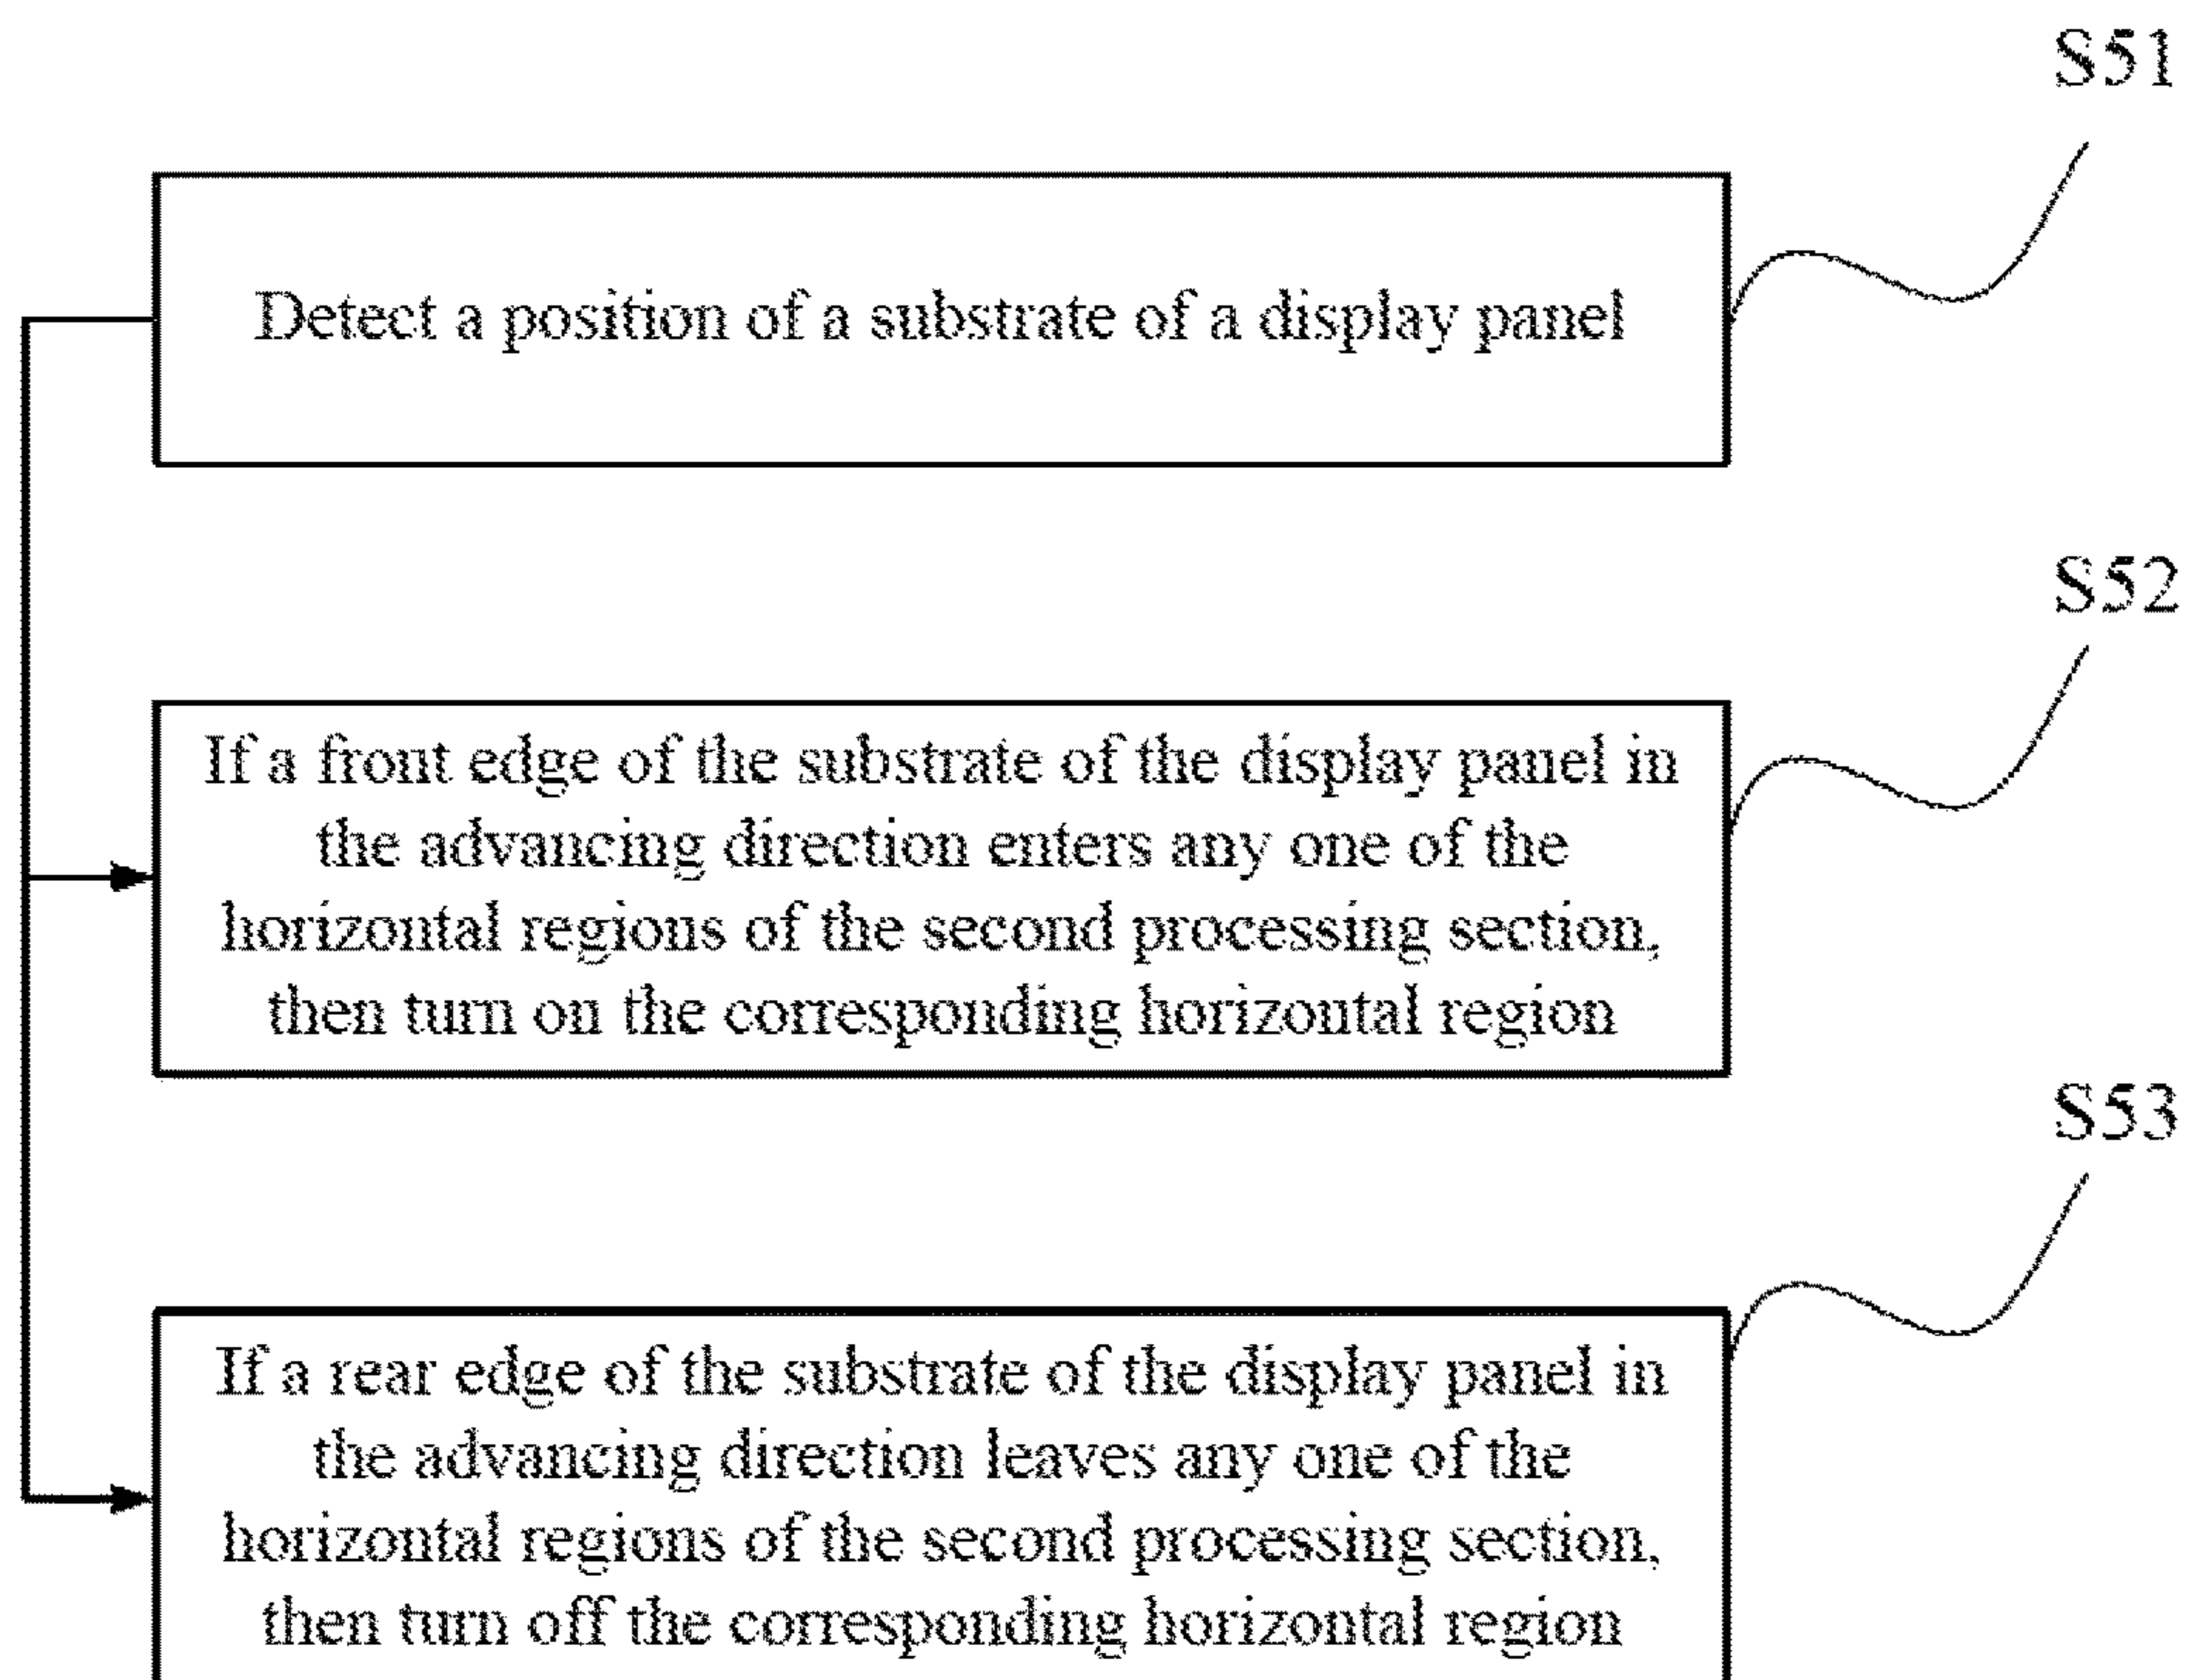 S51
Detect a position of a substrate of a display panel
S52
If a front edge of the substrate of the display panel in
the advancing direction enters any one of the
horizontal regions of the second processing section,
then turn on the corresponding horizontal region
S53
If a rear edge of the substrate of the display panel in
the advancing direction leaves any one of the
horizontal regions of the second processing section,
then turn off the corresponding horizontal region